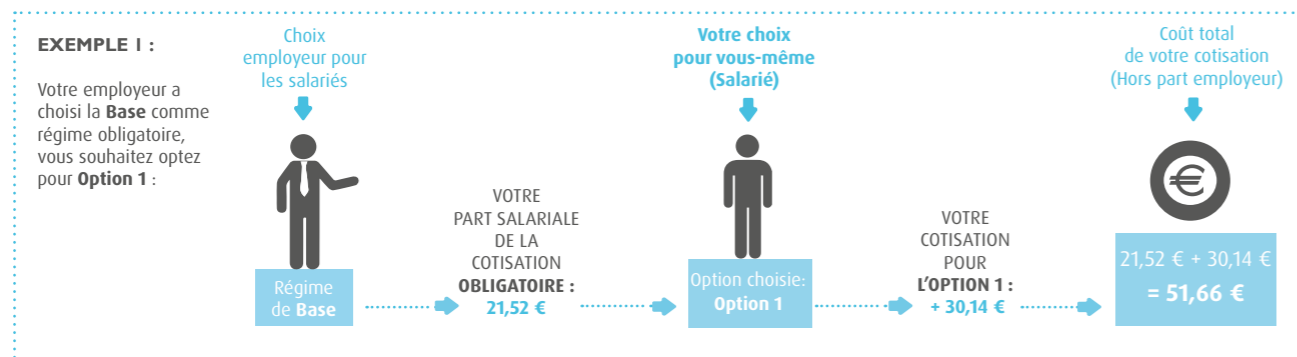 EXEMPLE 1 :
Votre employeur a
choisi la Base comme
régime obligatoire,
vous souhaitez optez
pour Option 1 :
Choix
employeur pour
les salariés
Régime
de Base
VOTRE
PART SALARIALE
DE LA
COTISATION
OBLIGATOIRE :
21,52 €
Votre choix
pour vous-même
(Salarié)
Option choisie:
Option 1
VOTRE
COTISATION
POUR
L'OPTION 1 :
+ 30,14 €
Coût total
de votre cotisation
(Hors part employeur)
€
21,52 € + 30,14 €
= 51,66 €